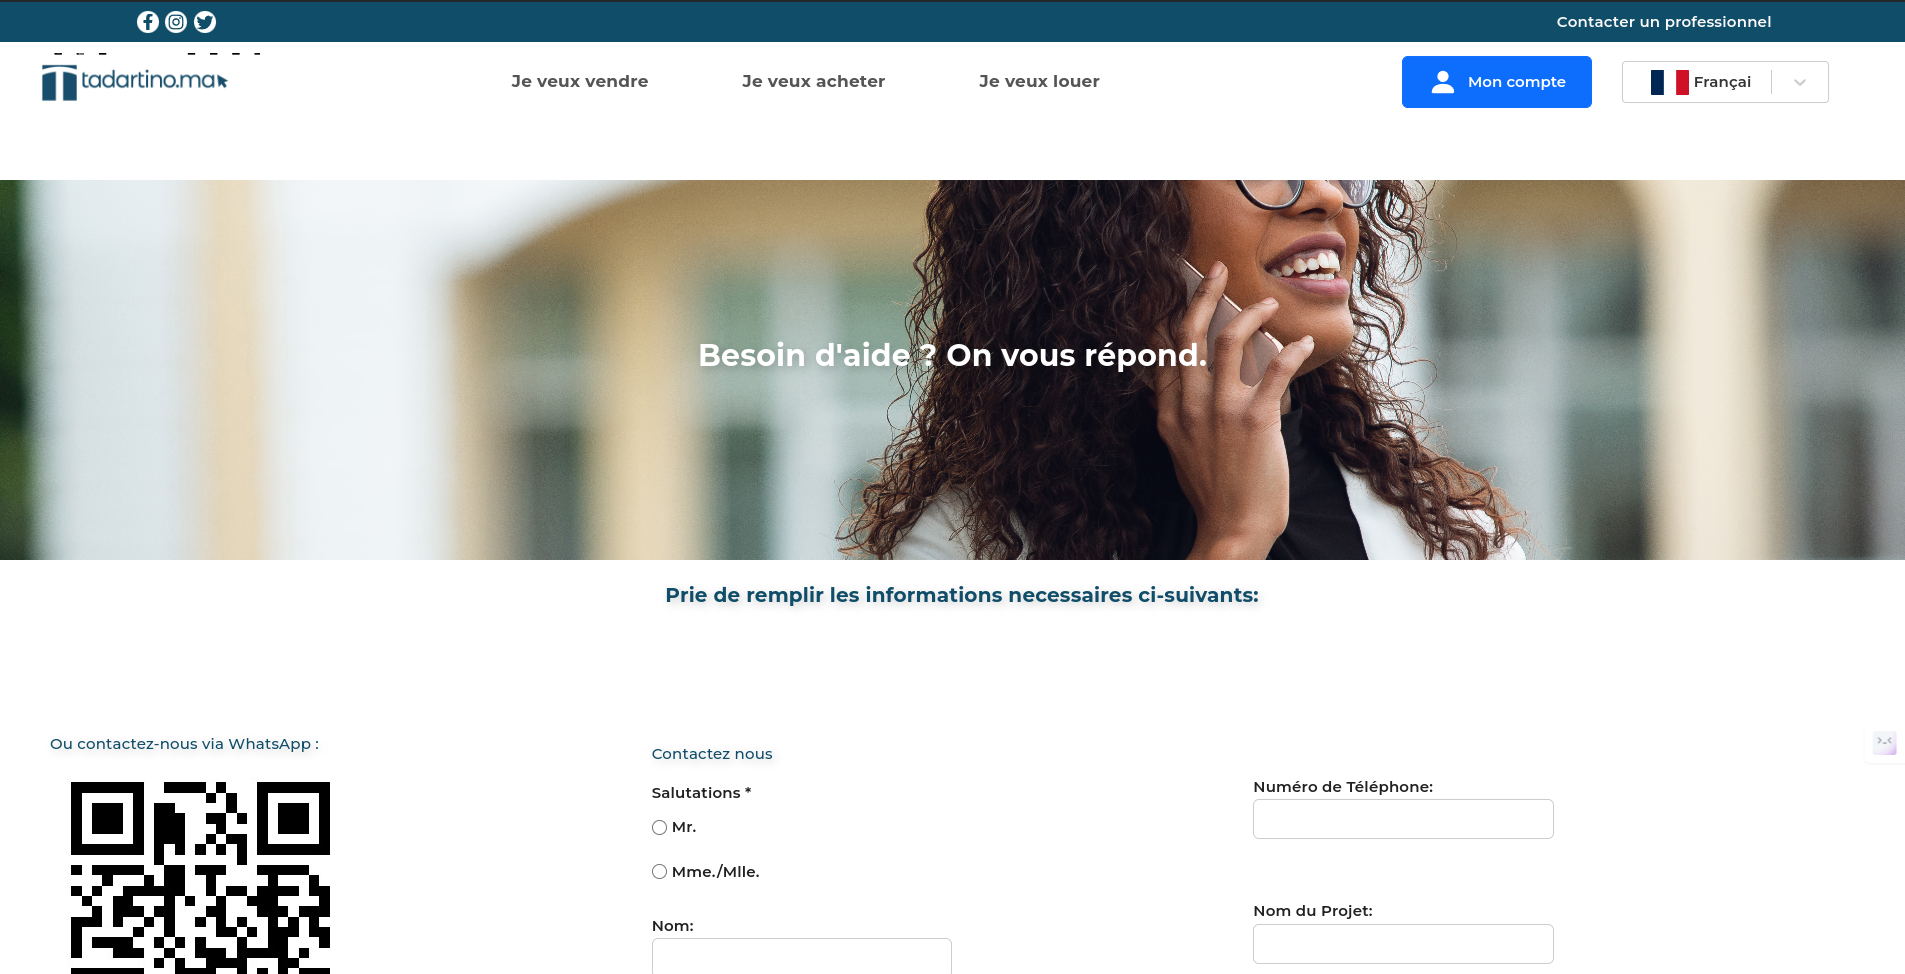 Contacter un professionnel
tadartino.ma
Je veux vendre
Je veux acheter
Je veux louer
Mon compte
Françai
Besoin d'aide ? On vous répond.
Prie de remplir les informations necessaires ci-suivants:
Ou contactez-nous via WhatsApp :
Contactez nous
Salutations *
Mr.
Mme./Mlle.
Nom:
Numéro de Téléphone:
Nom du Projet: